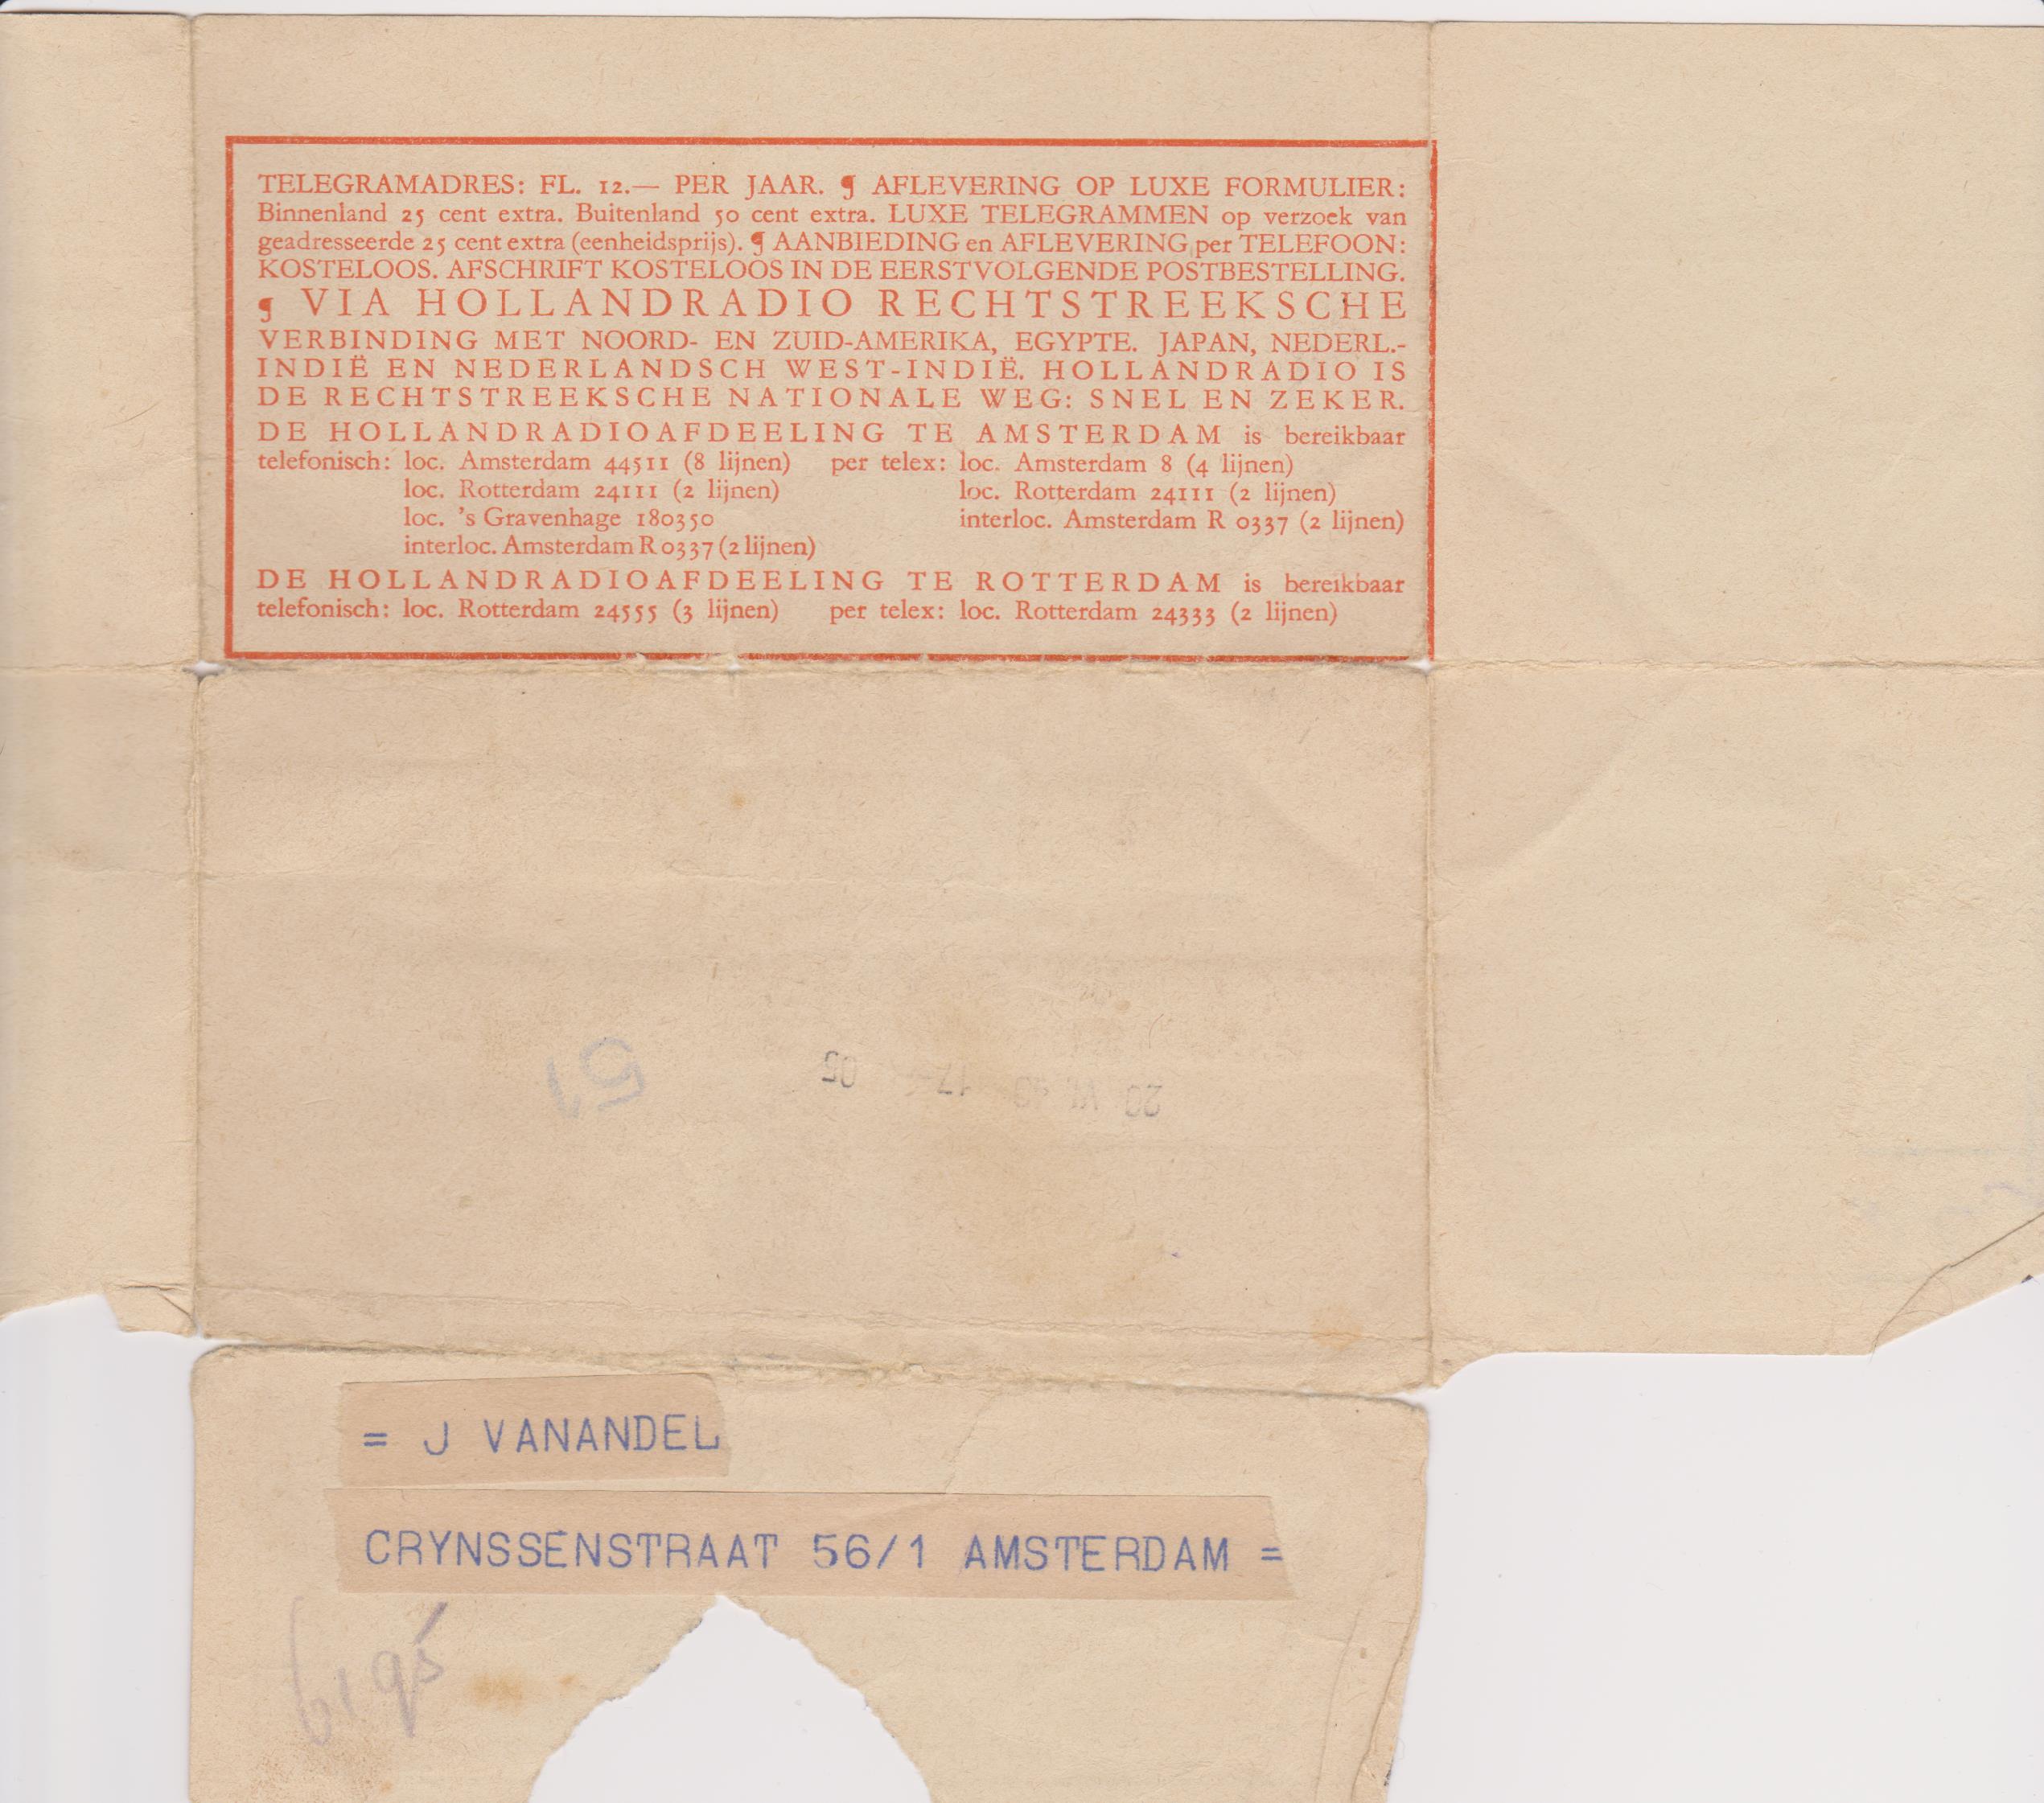 TELEGRAMADRES: FL. 12.— PER JAAR. ¶ AFLEVERING OP LUXE FORMULIER:
Binnenland 25 cent extra. Buitenland 50 cent extra. LUXE TELEGRAMMEN op verzoek van
geadresseerde 25 cent extra (eenheidsprijs). ¶ AANBIEDING en AFLEVERING per TELEFOON:
KOSTELOOS. AFSCHRIFT KOSTELOOS IN DE EERSTVOLGENDE POSTBESTELLING.
¶ VIA HOLLANDRADIO RECHTSTREEKSCHE
VERBINDING MET NOORD- EN ZUID-AMERIKA, EGYPTE. JAPAN, NEDERL.-
INDIË EN NEDERLANDSCH WEST-INDIË. HOLLANDRADIO IS
DE RECHTSTREEKSCHE NATIONALE WEG: SNEL EN ZEKER.
DE HOLLANDRADIOAFDEELING TE AMSTERDAM is bereikbaar
telefonisch: loc. Amsterdam 44511 (8 lijnen) per telex: loc. Amsterdam 8 (4 lijnen)
loc. Rotterdam 24111 (2 lijnen) loc. Rotterdam 24111 (2 lijnen)
loc. 's Gravenhage 180350 interloc. Amsterdam R 0337 (2 lijnen)
interloc. Amsterdam R 0337 (2 lijnen)
DE HOLLANDRADIOAFDEELING TE ROTTERDAM is bereikbaar
telefonisch: loc. Rotterdam 24555 (3 lijnen) per telex: loc. Rotterdam 24333 (2 lijnen)
51
= J VANANDEL
CRYNSSENSTRAAT 56/1 AMSTERDAM =